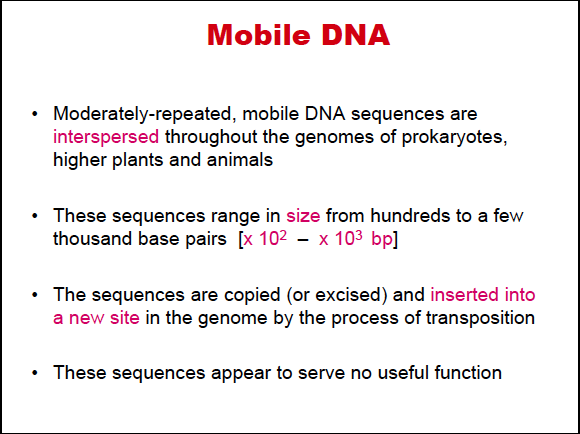 Mobile DNA
• Moderately-repeated, mobile DNA sequences are
interspersed throughout the genomes of prokaryotes,
higher plants and animals
• These sequences range in size from hundreds to a few
thousand base pairs [x 10² – x 10³ bp]
• The sequences are copied (or excised) and inserted into
a new site in the genome by the process of transposition
• These sequences appear to serve no useful function